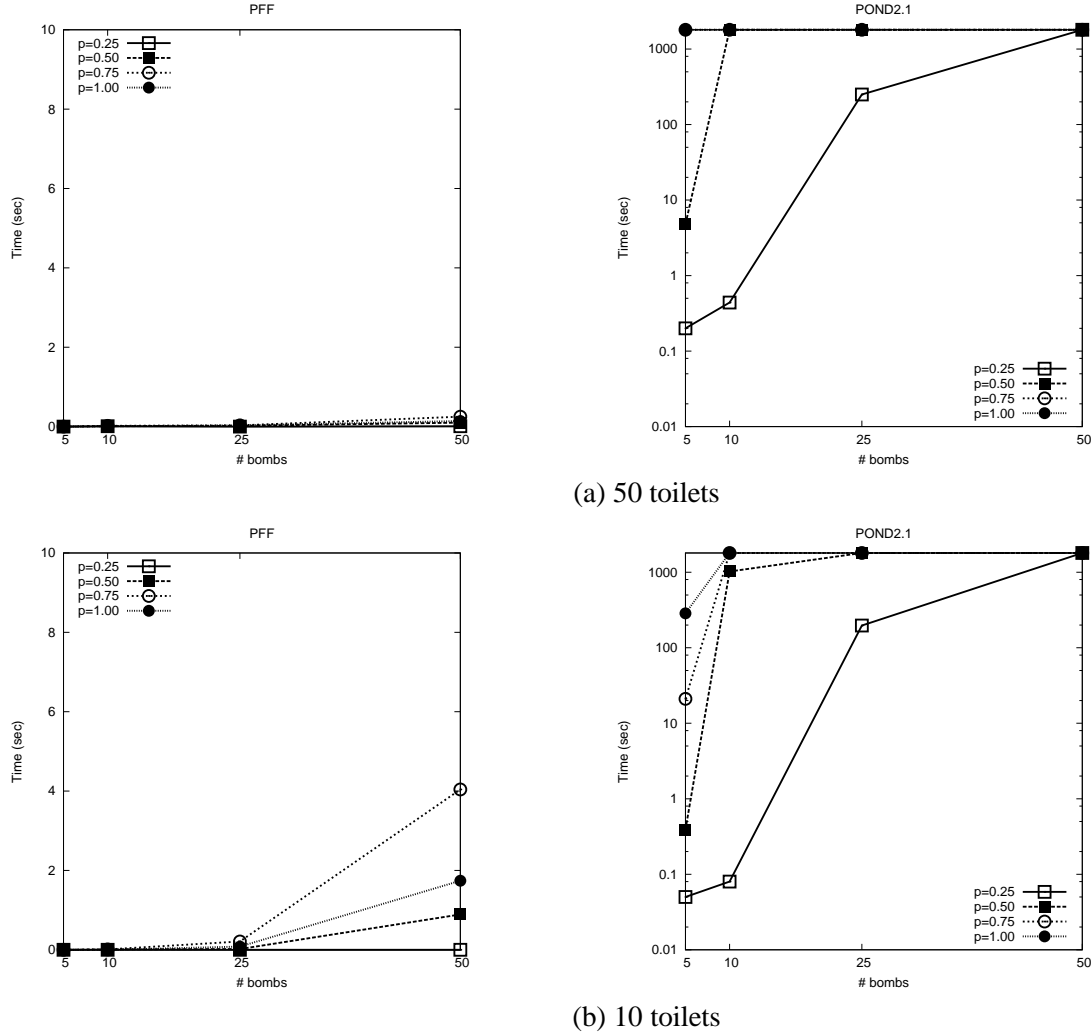 PFF
p=0.25
p=0.50
p=0.75
p=1.00
10
8
6
4
2
0
Time (sec)
5 10 25 50
# bombs
POND2.1
1000
100
10
1
0.1
0.01
Time (sec)
p=0.25
p=0.50
p=0.75
p=1.00
5 10 25 50
# bombs
(a) 50 toilets
PFF
p=0.25
p=0.50
p=0.75
p=1.00
10
8
6
4
2
0
Time (sec)
5 10 25 50
# bombs
POND2.1
1000
100
10
1
0.1
0.01
Time (sec)
p=0.25
p=0.50
p=0.75
p=1.00
5 10 25 50
# bombs
(b) 10 toilets